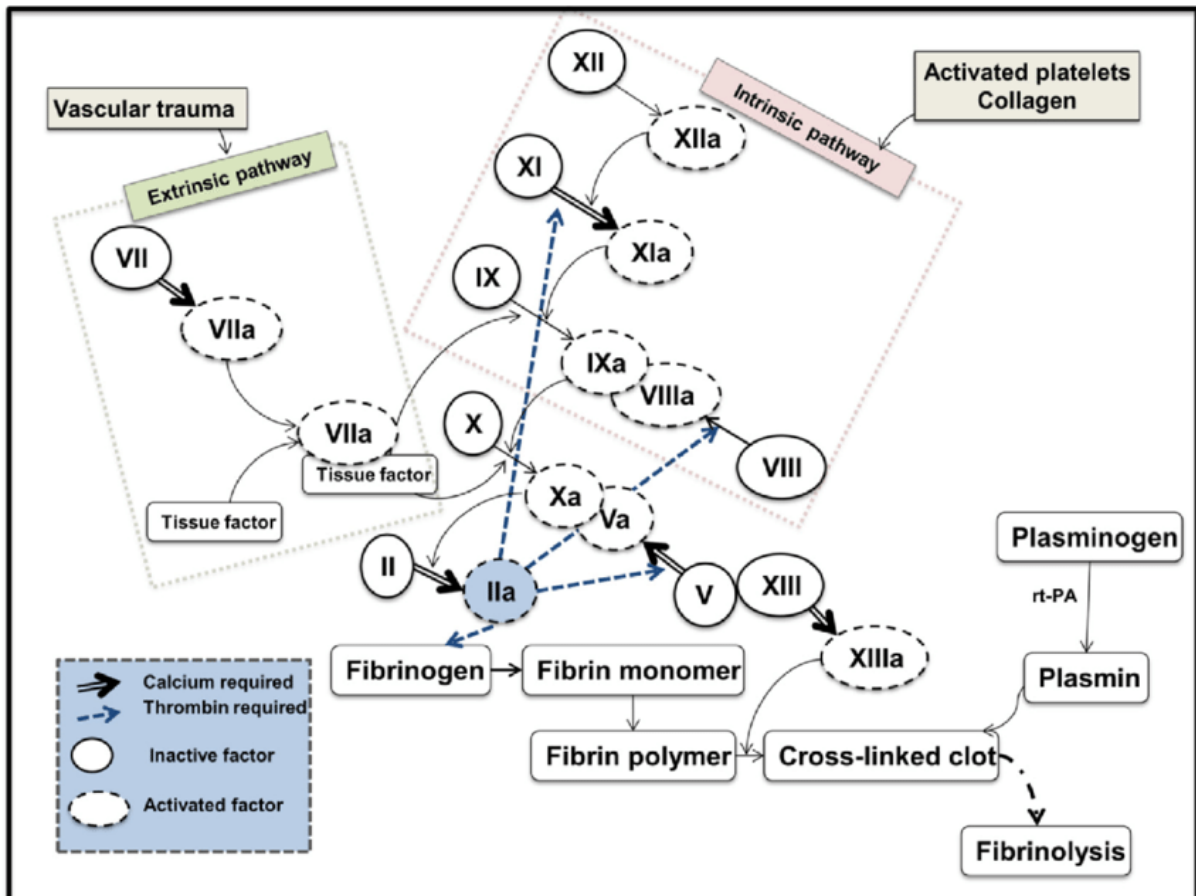 XII
Activated platelets
Collagen
Vascular trauma
Intrinsic pathway
XIIa
Extrinsic pathway
XI
VII
XIa
IX
VIIa
IXa
VIIIa
X
VIIa
Tissue factor
VIII
Xa
Va
Tissue factor
Plasminogen
II
IIa
V
XIII
rt-PA
XIIIa
Fibrinogen
Fibrin monomer
Plasmin
Calcium required
Thrombin required
Inactive factor
Activated factor
Fibrin polymer
Cross-linked clot
Fibrinolysis